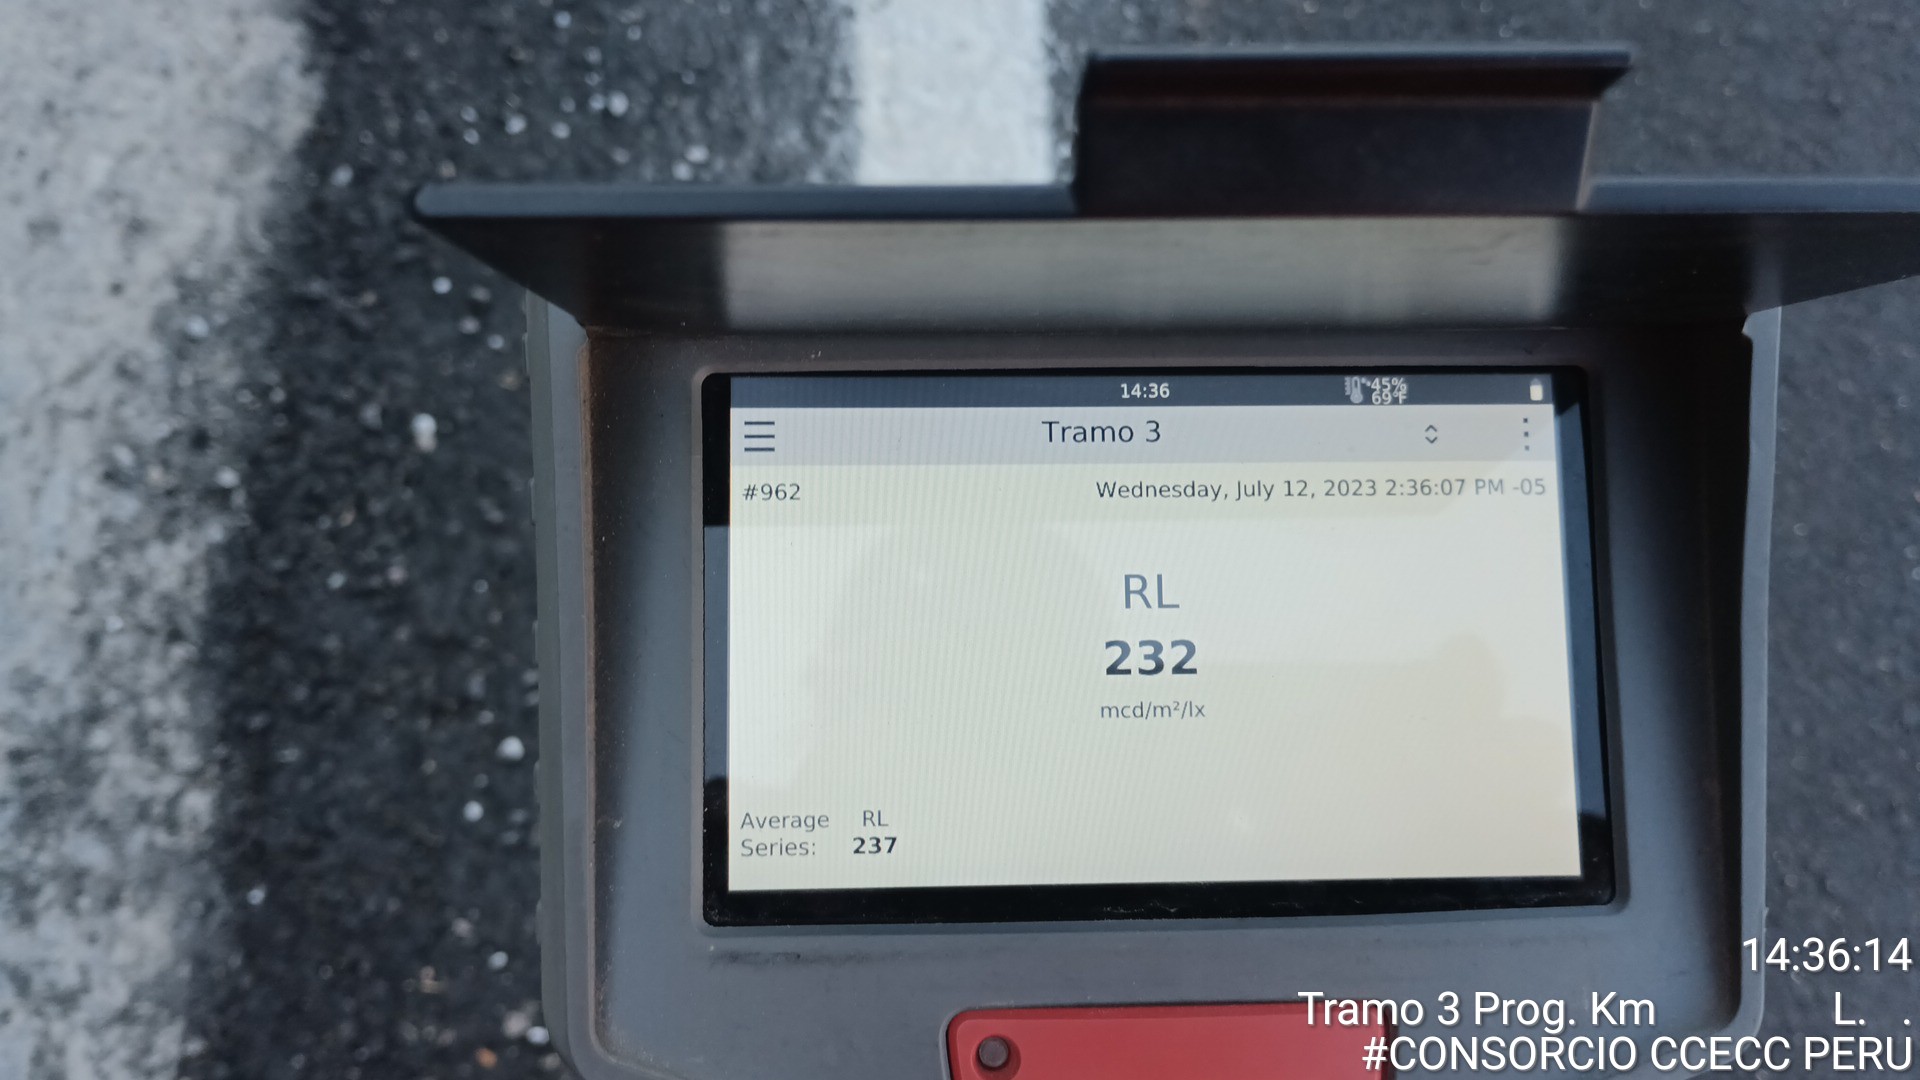 14:36
45%
69°F
Tramo 3
#962
Wednesday, July 12, 2023 2:36:07 PM -05
RL
232
mcd/m²/lx
Average RL
Series: 237
14:36:14
Tramo 3 Prog. Km L. .
#CONSORCIO CCECC PERU